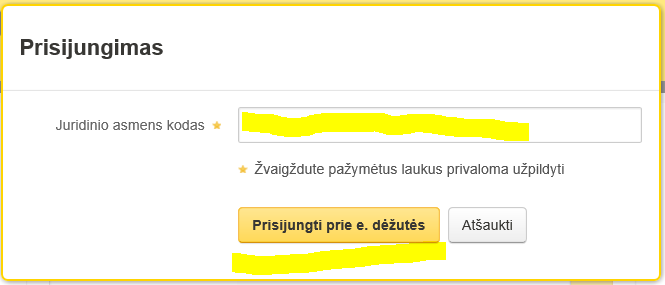 Prisijungimas
Juridinio asmens kodas
Žvaigždute pažymėtus laukus privaloma užpildyti
Prisijungti prie e. dėžutės Atšaukti